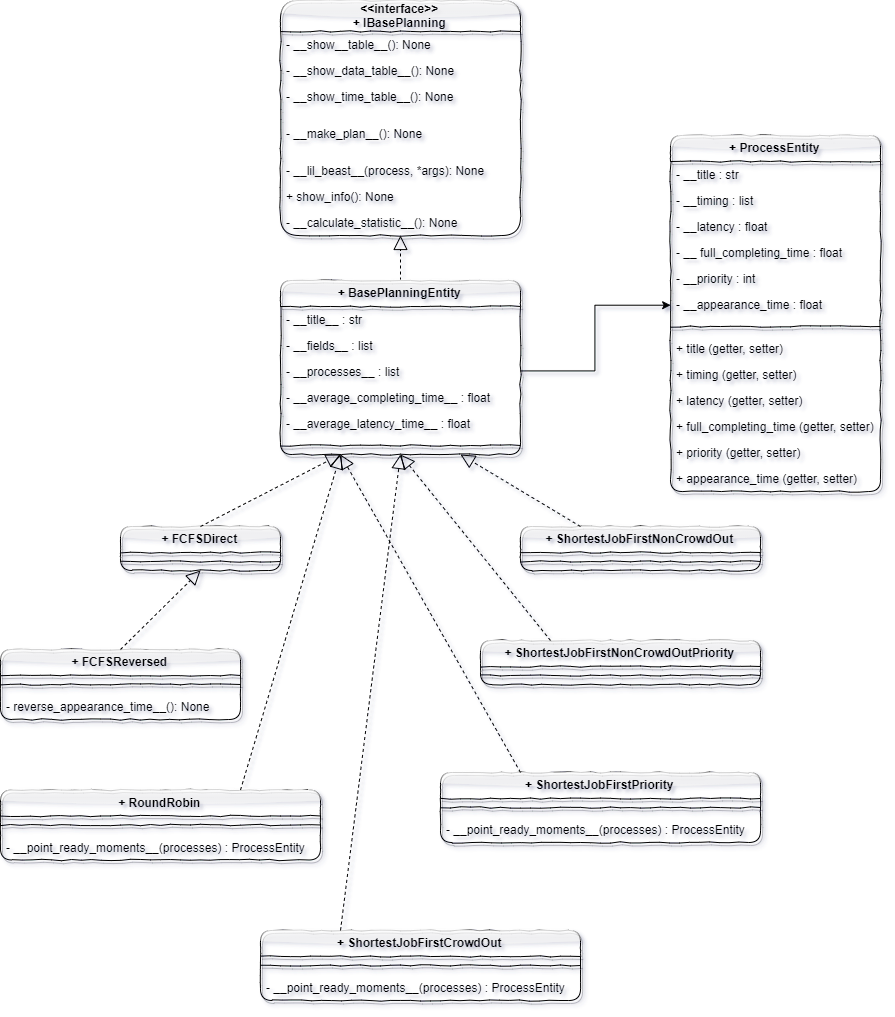 <<interface>>
+ IBasePlanning
- __show__table__(): None
- __show_data_table__(): None
- __show_time_table__(): None
- __make_plan__(): None
- __lil_beast__(process, *args): None
+ show_info(): None
- __calculate_statistic__(): None
+ ProcessEntity
- __title : str
- __timing : list
- __latency : float
- __ full_completing_time : float
- __priority : int
- __appearance_time : float
+ title (getter, setter)
+ timing (getter, setter)
+ latency (getter, setter)
+ full_completing_time (getter, setter)
+ priority (getter, setter)
+ appearance_time (getter, setter)
+ BasePlanningEntity
- __title__ : str
- __fields__ : list
- __processes__ : list
- __average_completing_time__ : float
- __average_latency_time__ : float
+ FCFSDirect
+ ShortestJobFirstNonCrowdOut
+ FCFSReversed
- reverse_appearance_time__(): None
+ ShortestJobFirstNonCrowdOutPriority
+ RoundRobin
- __point_ready_moments__(processes) : ProcessEntity
+ ShortestJobFirstPriority
- __point_ready_moments__(processes) : ProcessEntity
+ ShortestJobFirstCrowdOut
- __point_ready_moments__(processes) : ProcessEntity